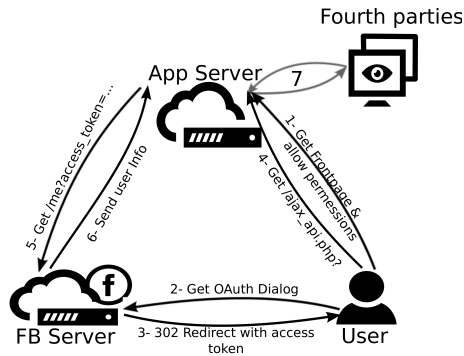 Fourth parties
App Server
7
1- Get Frontpage &
allow permessions
4- Get /ajax_api.php?
5- Get /me?access_token=...
6- Send user Info
f
2- Get OAuth Dialog
3- 302 Redirect with access
token
FB Server
User